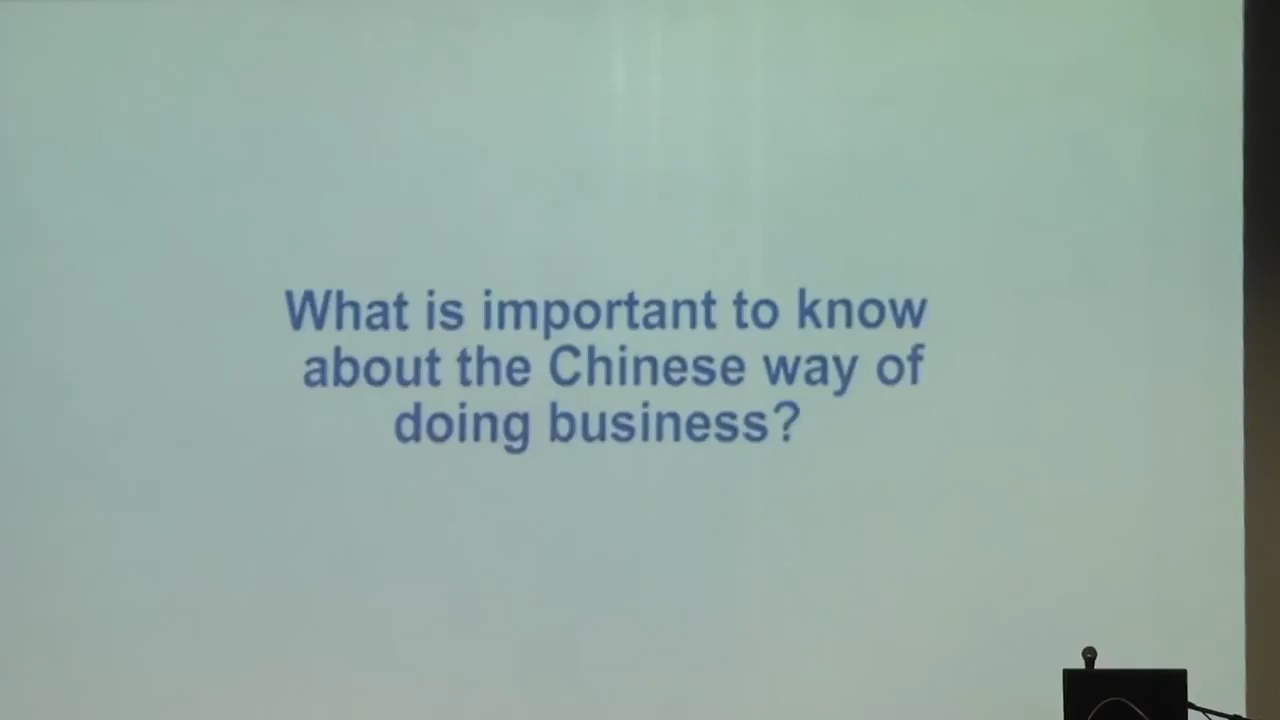 What is important to know
about the Chinese way of
doing business?